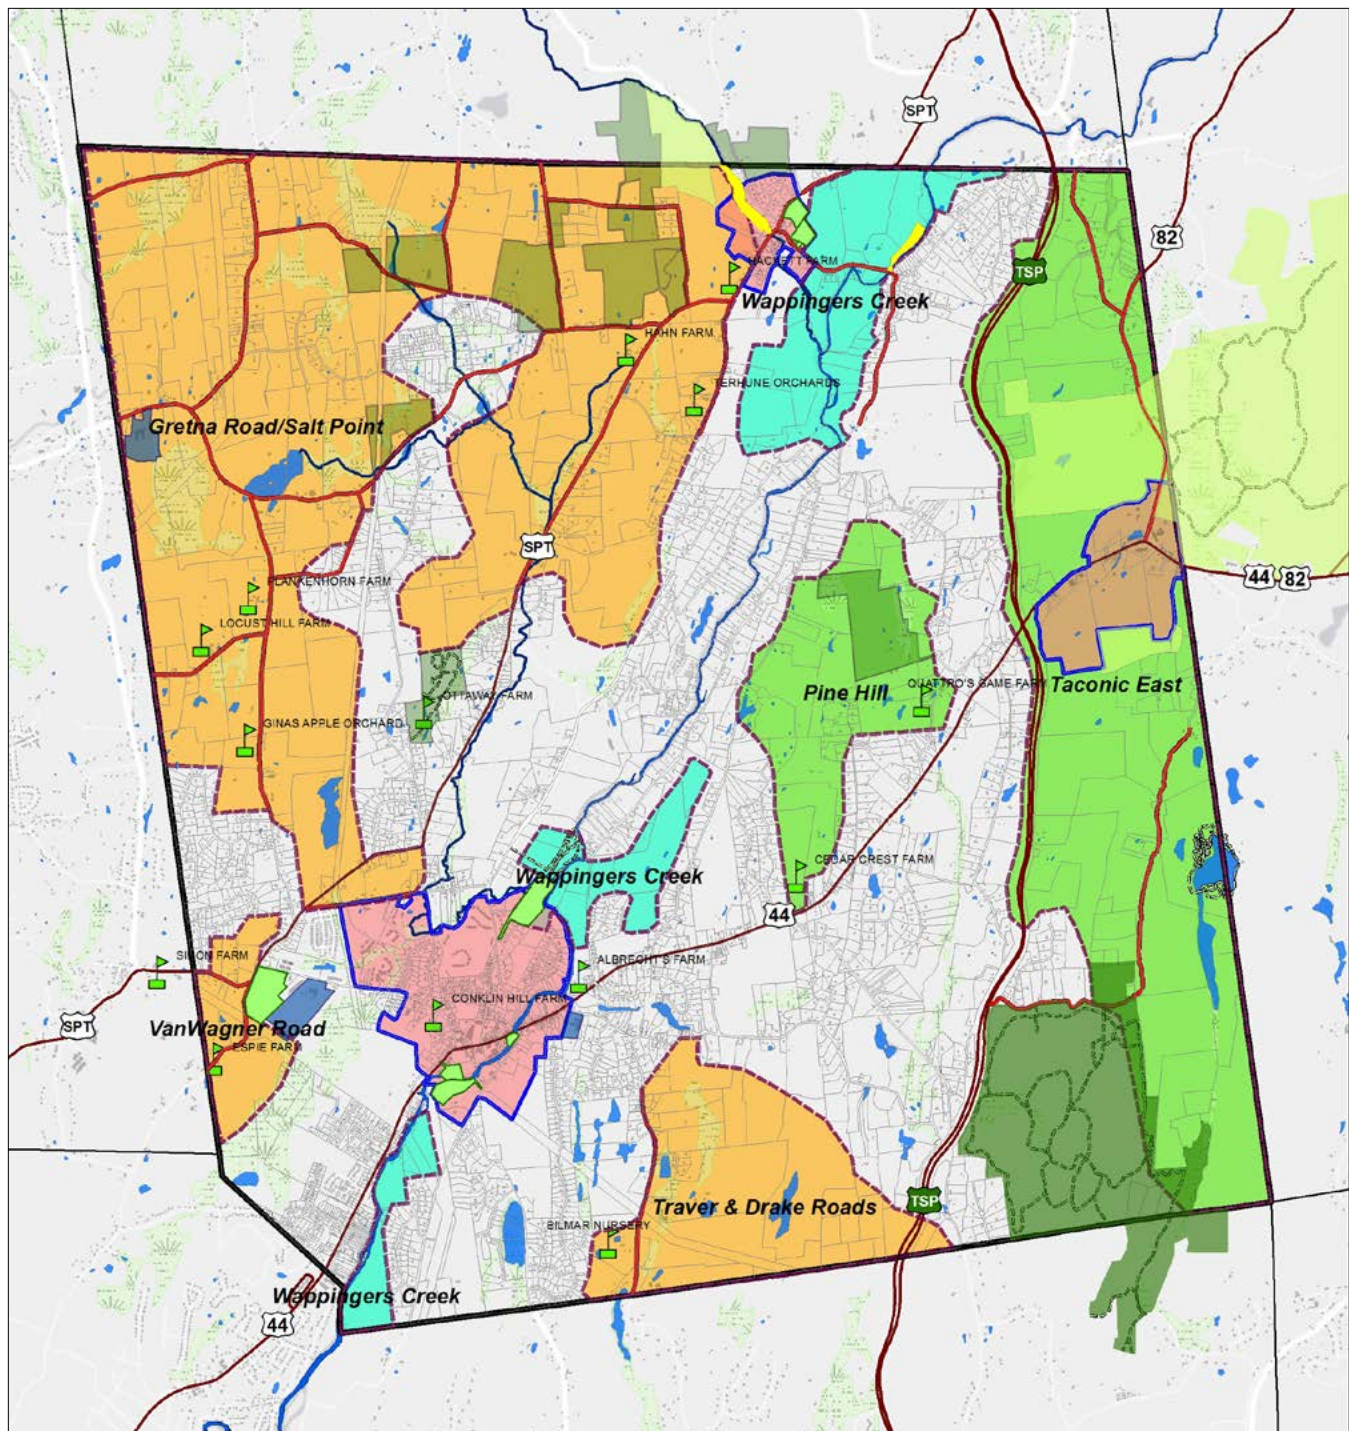 SPT
82
TSP
HACKETT FARM
Wappingers Creek
HAHN FARM
TERHUNE ORCHARDS
Gretna Road/Salt Point
SPT
44
82
PLANKENHORN FARM
LOCUST HILL FARM
Pine Hill
QUATTRO'S GAME FARM
Taconic East
OTTAWAY FARM
GINAS APPLE ORCHARD
CEDAR CREST FARM
Wappingers Creek
44
SIMON FARM
ALBRECHT'S FARM
CONKLIN HILL FARM
SPT
VanWagner Road
ESPIE FARM
TSP
Traver & Drake Roads
BILMAR NURSERY
Wappingers Creek
44